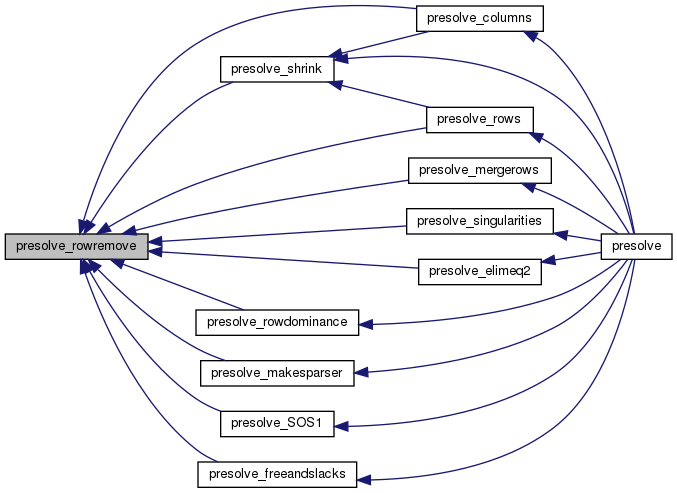 presolve_columns
presolve_shrink
presolve_rows
presolve_mergerows
presolve_singularities
presolve_rowremove
presolve
presolve_elimeq2
presolve_rowdominance
presolve_makesparser
presolve_SOS1
presolve_freeandslacks